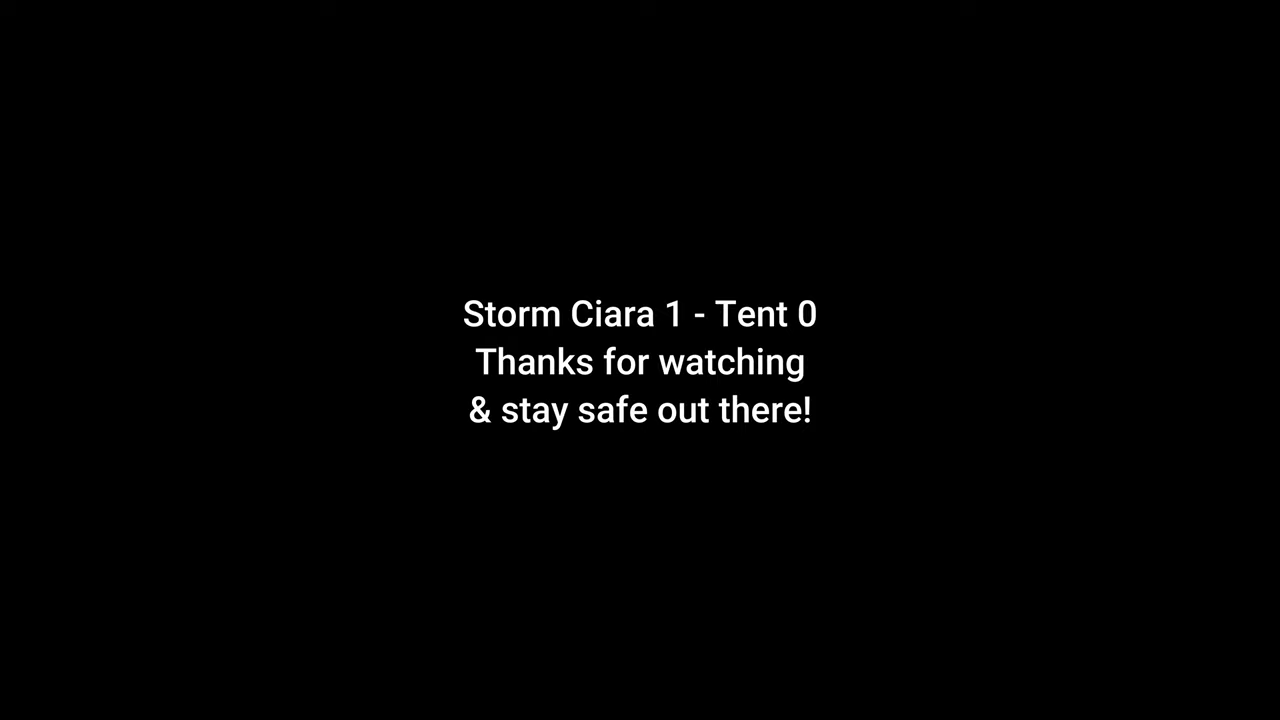 Storm Ciara 1 - Tent 0
Thanks for watching
& stay safe out there!